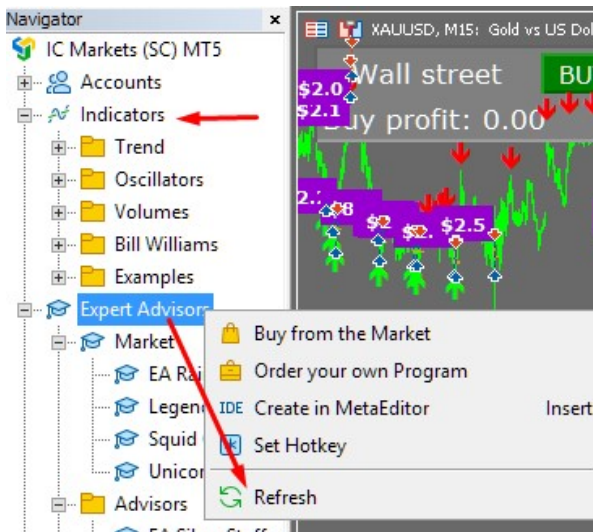 Navigator
IC Markets (SC) MT5
Accounts
Indicators
Trend
Oscillators
Volumes
Bill Williams
Examples
Expert Advisors
Market
EA
Squid
Advisors
XAUUSD, M15: Gold vs US
Wall street
BU
$2.0
$2.1
Buy profit: 0.00
$2.5
Buy from the Market
Order your own Program
IDE Create in MetaEditor Insert
Set Hotkey
Refresh